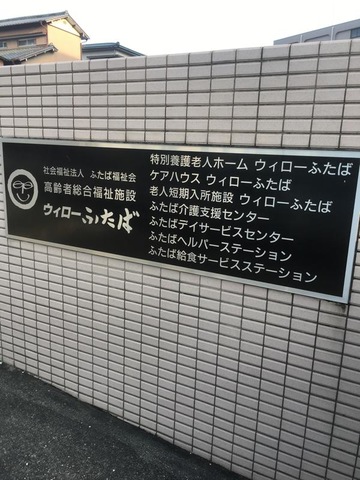 社会福祉法人 ふたば福祉会
高齢者総合福祉施設
ウィローふたば
特別養護老人ホーム ウィローふたば
ケアハウス ウィローふたば
老人短期入所施設 ウィローふたば
ふたば介護支援センター
ふたばデイサービスセンター
ふたばヘルパーステーション
ふたば給食サービスステーション